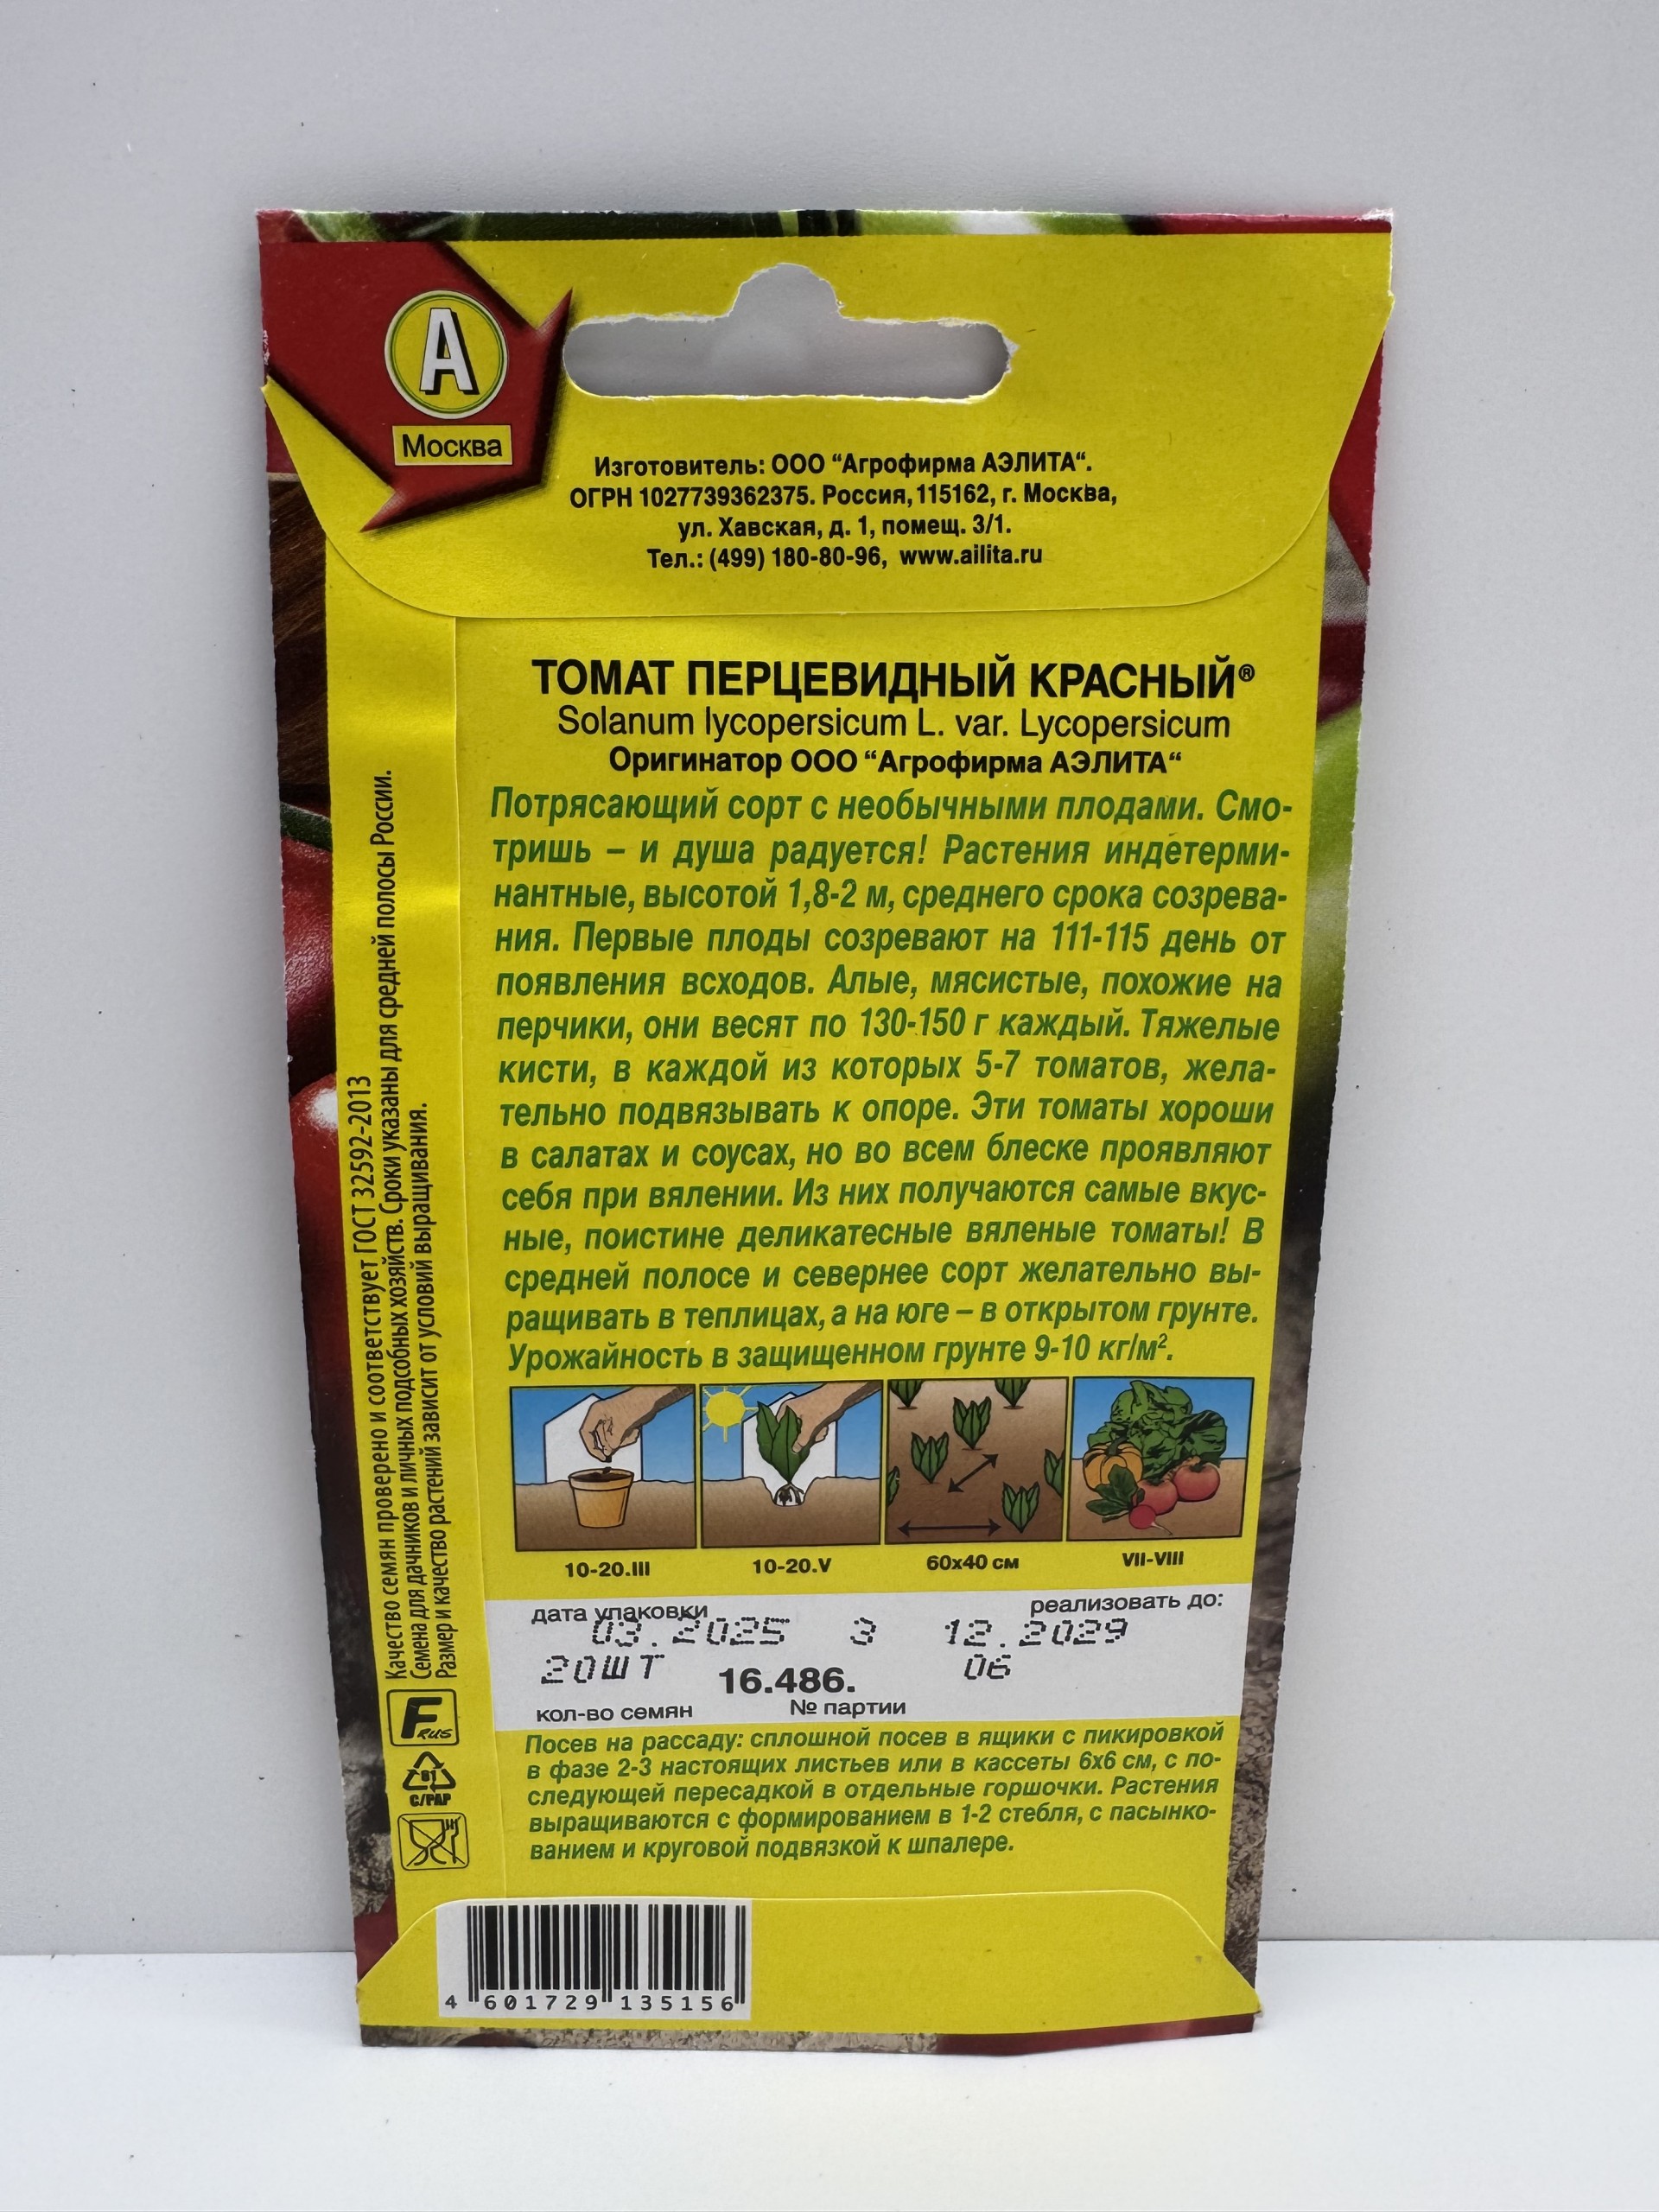 А
Москва
Изготовитель: ООО “Агрофирма АЭЛИТА“.
ОГРН 1027739362375. Россия, 115162, г. Москва,
ул. Хавская, д. 1, помещ. 3/1.
Тел.: (499) 180-80-96, www.ailita.ru
ТОМАТ ПЕРЦЕВИДНЫЙ КРАСНЫЙ®
Solanum lycopersicum L. var. Lycopersicum
Оригинатор ООО “Агрофирма АЭЛИТА“
Потрясающий сорт с необычными плодами. Смо-
тришь – и душа радуется! Растения индетерми-
нантные, высотой 1,8-2 м, среднего срока созрева-
ния. Первые плоды созревают на 111-115 день от
появления всходов. Алые, мясистые, похожие на
перчики, они весят по 130-150 г каждый. Тяжелые
кисти, в каждой из которых 5-7 томатов, жела-
тельно подвязывать к опоре. Эти томаты хороши
в салатах и соусах, но во всем блеске проявляют
себя при вялении. Из них получаются самые вкус-
ные, поистине деликатесные вяленые томаты! В
средней полосе и севернее сорт желательно вы-
ращивать в теплицах, а на юге – в открытом грунте.
Урожайность в защищенном грунте 9-10 кг/м².
10-20.III
10-20.V
60х40 см
VII-VIII
дата упаковки
реализовать до:
03.2025 3 12.2029
20ШТ 16.486. 06
кол-во семян
№ партии
Посев на рассаду: сплошной посев в ящики с пикировкой
в фазе 2-3 настоящих листьев или в кассеты 6х6 см, с по-
следующей пересадкой в отдельные горшочки. Растения
выращиваются с формированием в 1-2 стебля, с пасынко-
ванием и круговой подвязкой к шпалере.
Качество семян проверено и соответствует ГОСТ 32592-2013
Семена для дачников и личных подсобных хозяйств. Сроки указаны для средней полосы России.
Размер и качество растений зависит от условий выращивания.
F RUS
81
C/PAP
4 601729 135156